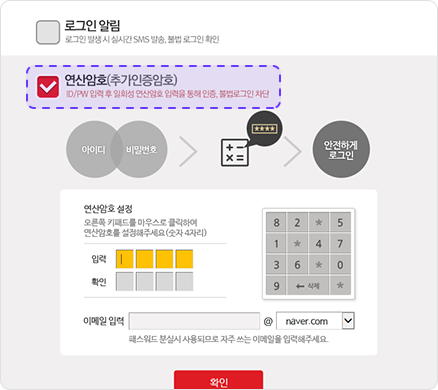 로그인 알림
로그인 발생 시 실시간 SMS 발송, 불법 로그인 확인
연산암호(추가인증암호)
ID/PW 입력 후 일회성 연산암호 입력을 통해 인증, 불법로그인 차단
아이디
비밀번호
****
안전하게
로그인
연산암호 설정
오른쪽 키패드를 마우스로 클릭하여
연산암호를 설정해주세요(숫자 4자리)
입력
확인
8 2 * 5
1 * 4 7
3 6 * 0
9 ← 삭제 *
이메일 입력 @ naver.com
패스워드 분실시 사용되므로 자주 쓰는 이메일을 입력해주세요.
확인